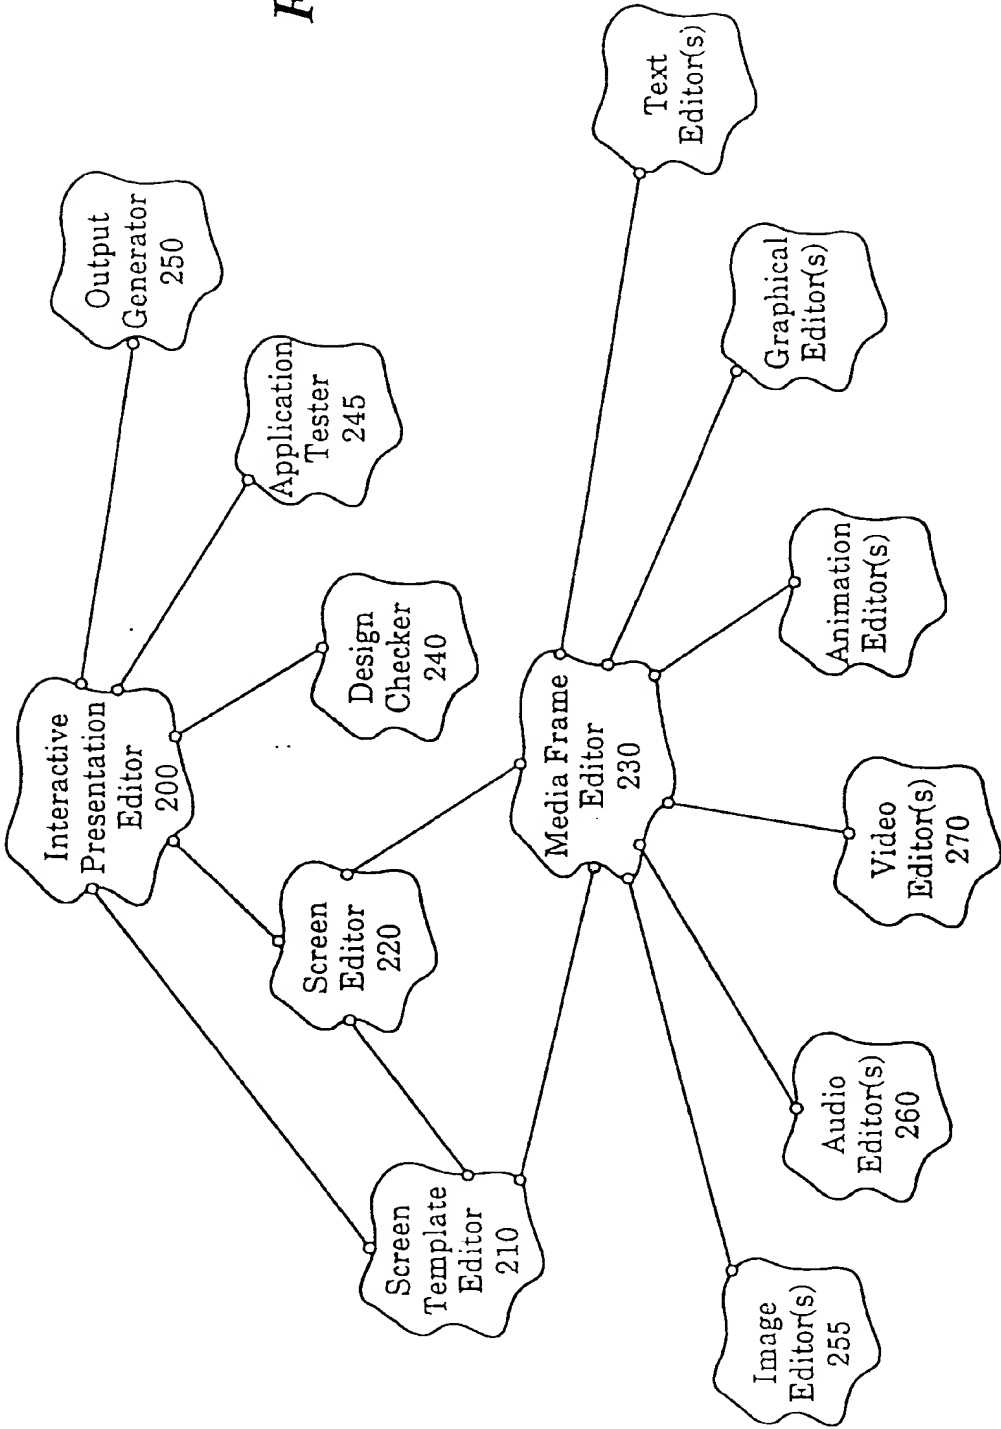 F
Interactive
Presentation
Editor
200
Output
Generator
250
Application
Tester
245
Design
Checker
240
Screen
Editor
220
Screen
Template
Editor
210
Media Frame
Editor
230
Text
Editor(s)
Graphical
Editor(s)
Animation
Editor(s)
Video
Editor(s)
270
Audio
Editor(s)
260
Image
Editor(s)
255